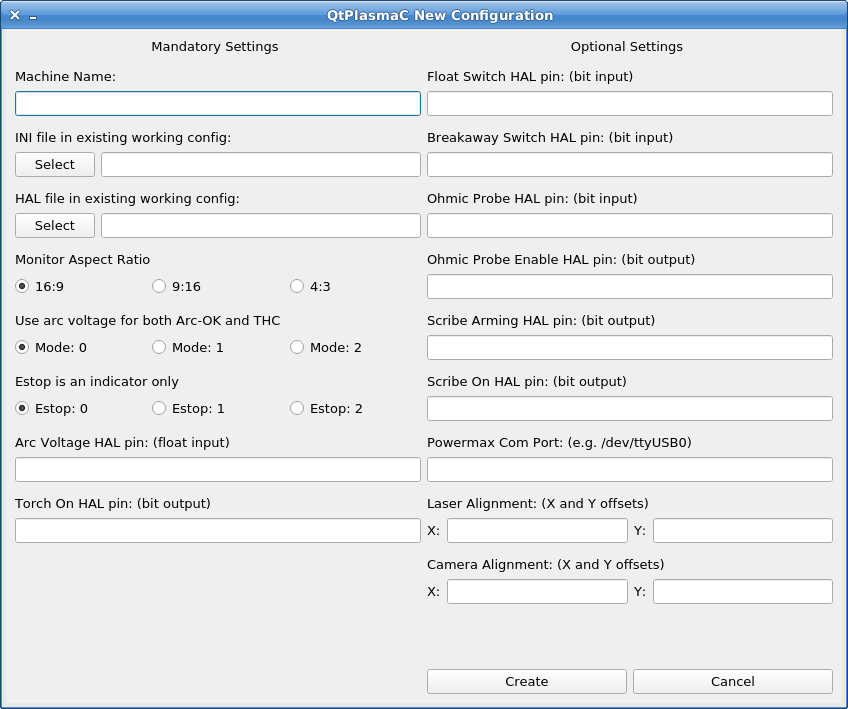 QtPlasmaC New Configuration
Mandatory Settings
Machine Name:
INI file in existing working config:
Select
HAL file in existing working config:
Select
Monitor Aspect Ratio
16:9 9:16 4:3
Use arc voltage for both Arc-OK and THC
Mode: 0 Mode: 1 Mode: 2
Estop is an indicator only
Estop: 0 Estop: 1 Estop: 2
Arc Voltage HAL pin: (float input)
Torch On HAL pin: (bit output)
Optional Settings
Float Switch HAL pin: (bit input)
Breakaway Switch HAL pin: (bit input)
Ohmic Probe HAL pin: (bit input)
Ohmic Probe Enable HAL pin: (bit output)
Scribe Arming HAL pin: (bit output)
Scribe On HAL pin: (bit output)
Powermax Com Port: (e.g. /dev/ttyUSB0)
Laser Alignment: (X and Y offsets)
X: Y:
Camera Alignment: (X and Y offsets)
X: Y:
Create Cancel